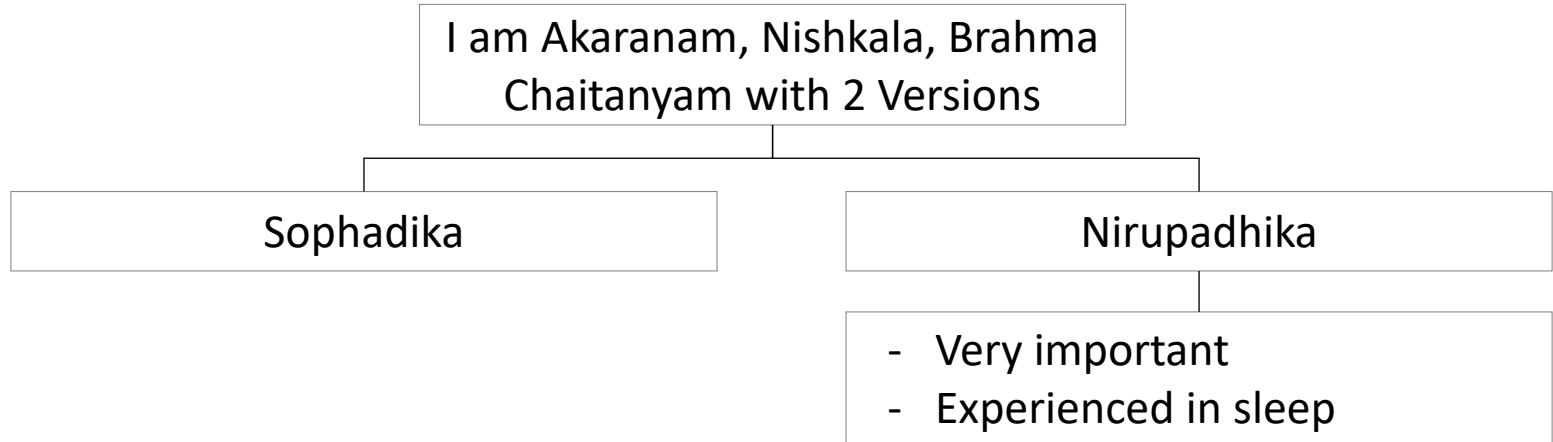 I am Akaranam, Nishkala, Brahma
Chaitanyam with 2 Versions
Sophadika
Nirupadhika
- Very important
- Experienced in sleep